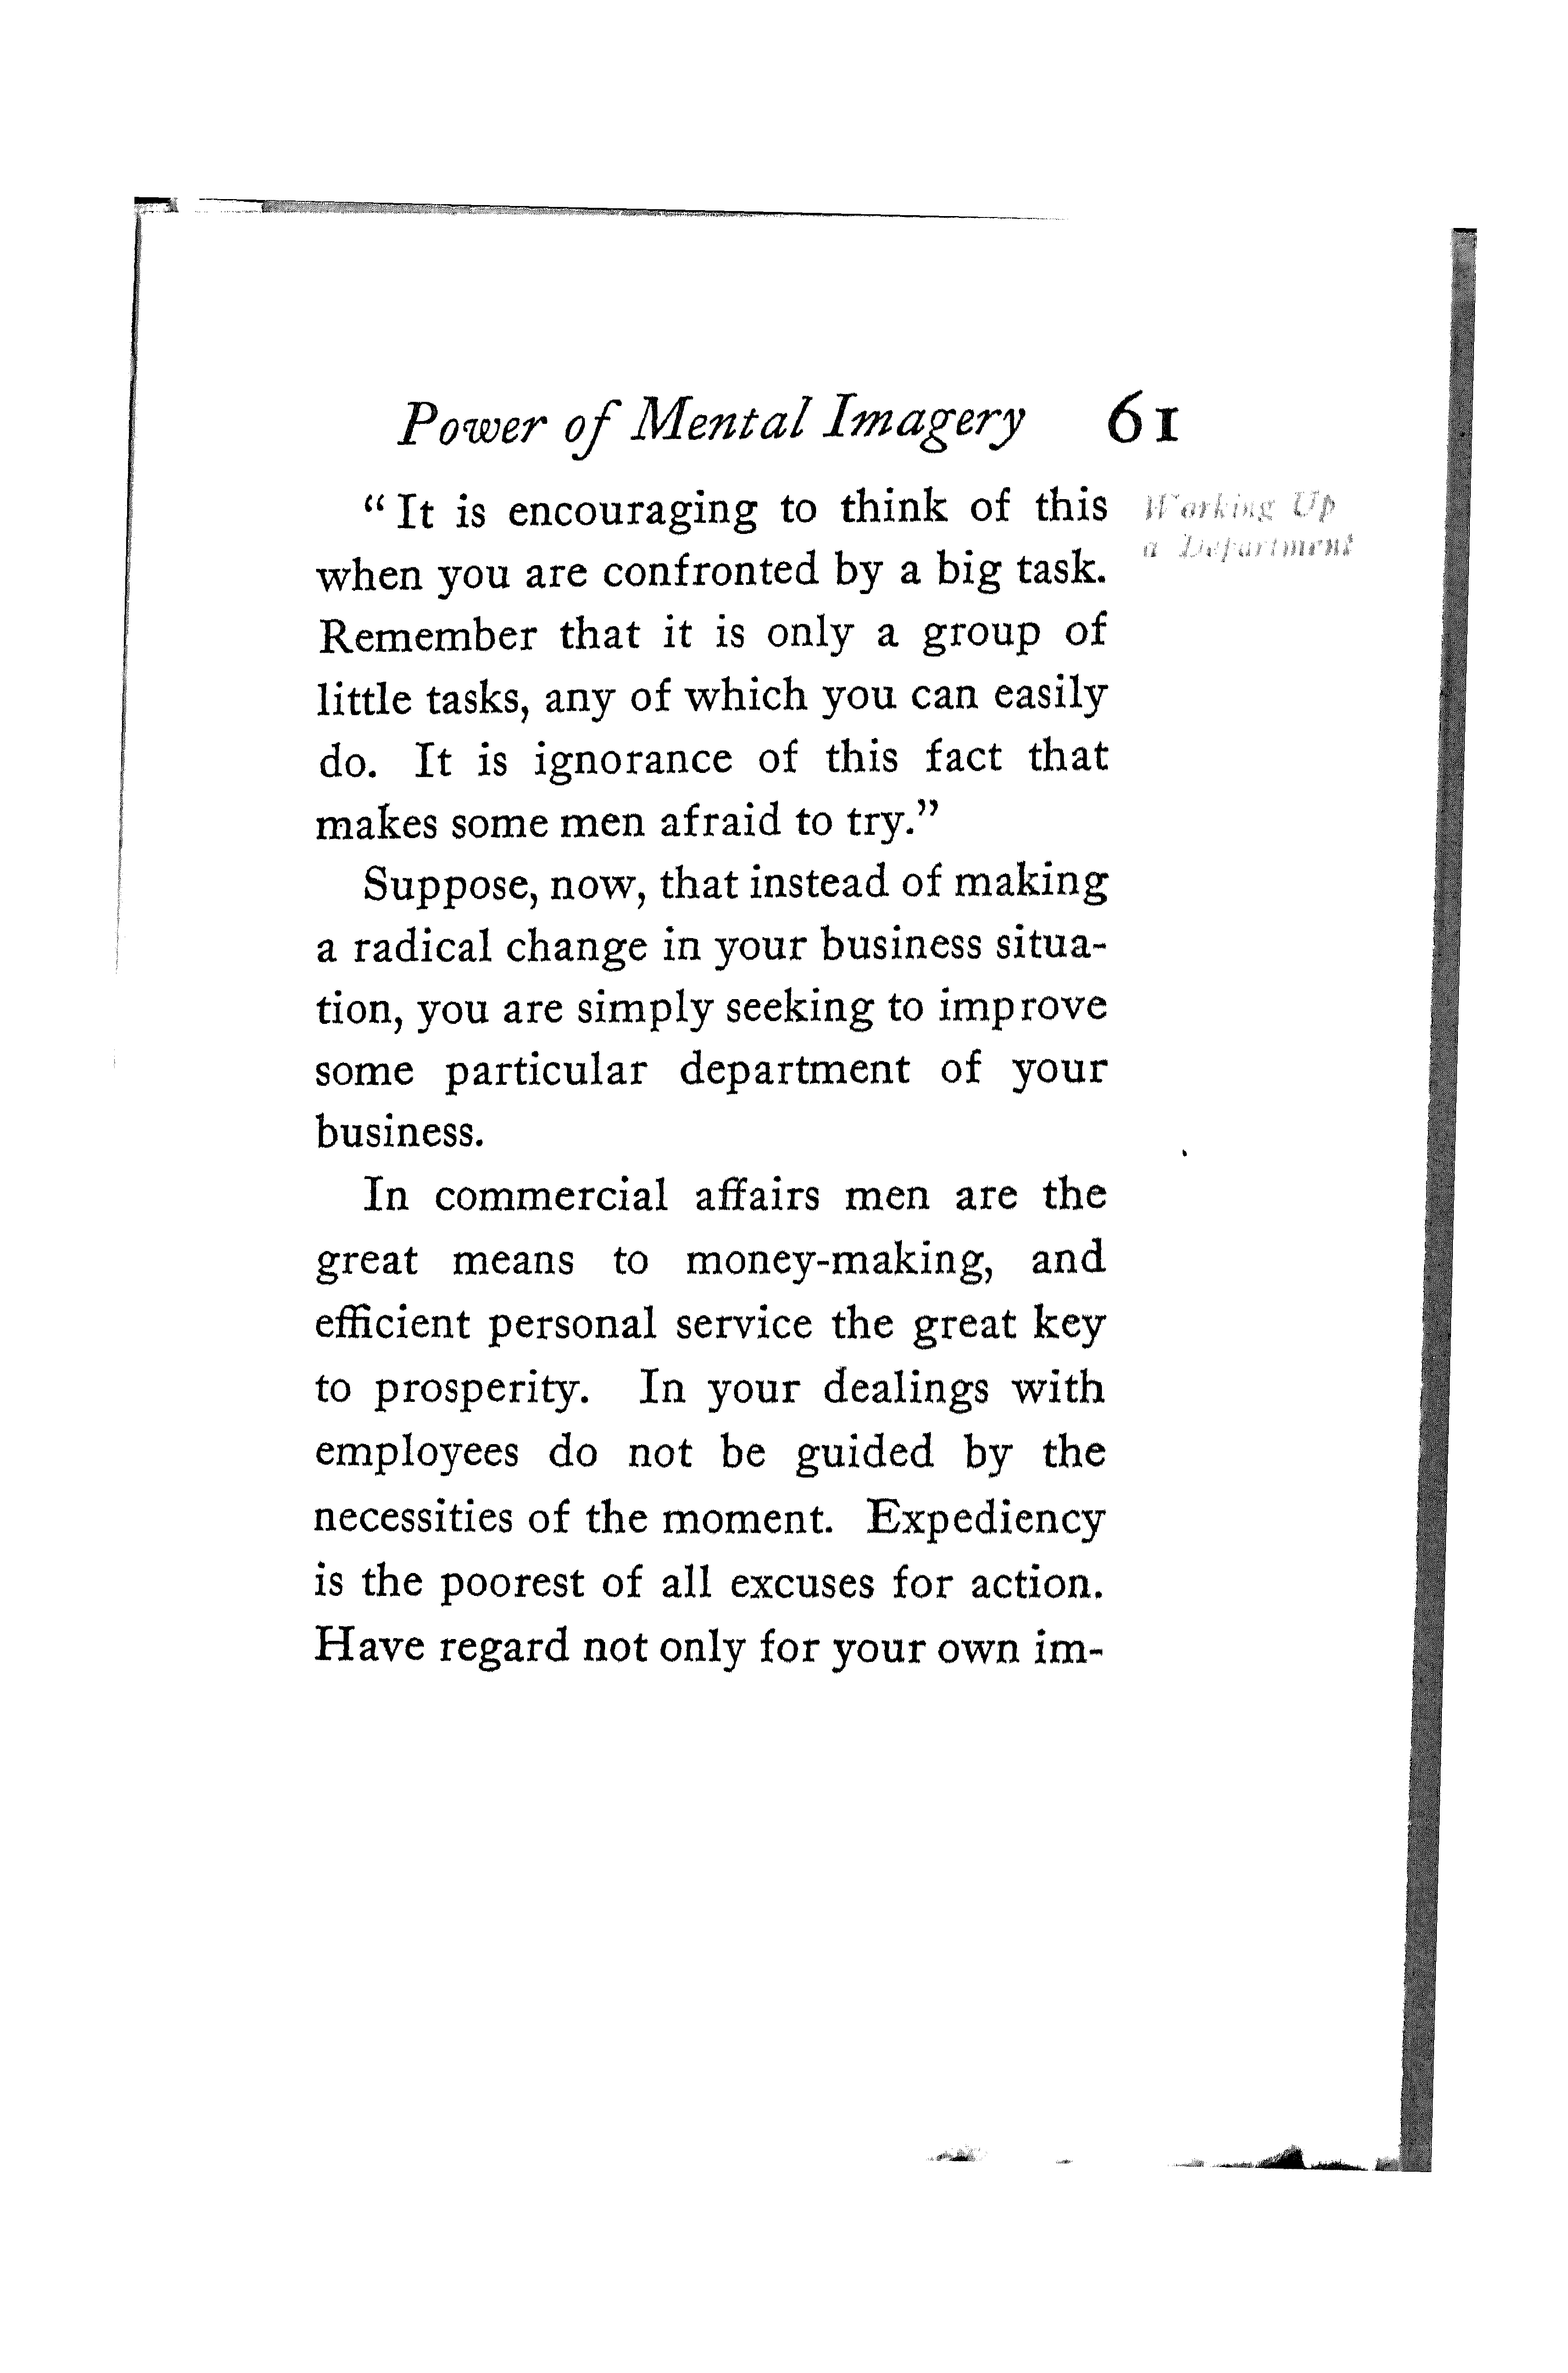 Power of Mental Imagery 61
Working Up
a Department
“It is encouraging to think of this
when you are confronted by a big task.
Remember that it is only a group of
little tasks, any of which you can easily
do. It is ignorance of this fact that
makes some men afraid to try.”
Suppose, now, that instead of making
a radical change in your business situa-
tion, you are simply seeking to improve
some particular department of your
business.
In commercial affairs men are the
great means to money-making, and
efficient personal service the great key
to prosperity. In your dealings with
employees do not be guided by the
necessities of the moment. Expediency
is the poorest of all excuses for action.
Have regard not only for your own im-